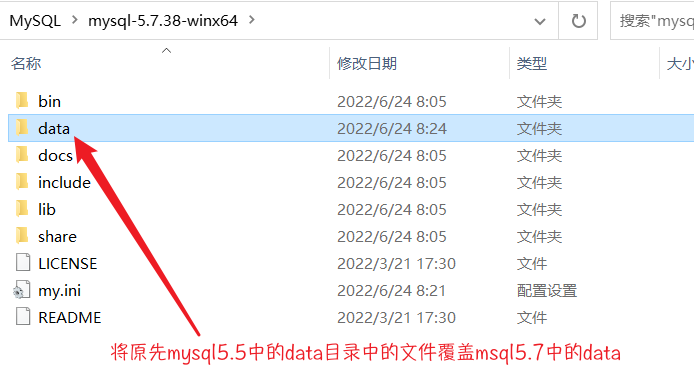 MySQL > mysql-5.7.38-winx64 > 搜索"mysq
名称 修改日期 类型 大小
bin 2022/6/24 8:05 文件夹
data 2022/6/24 8:24 文件夹
docs 2022/6/24 8:05 文件夹
include 2022/6/24 8:05 文件夹
lib 2022/6/24 8:05 文件夹
share 2022/6/24 8:05 文件夹
LICENSE 2022/3/21 17:30 文件
my.ini 2022/6/24 8:21 配置设置
README 2022/3/21 17:30 文件
将原先mysql5.5中的data目录中的文件覆盖msql5.7中的data